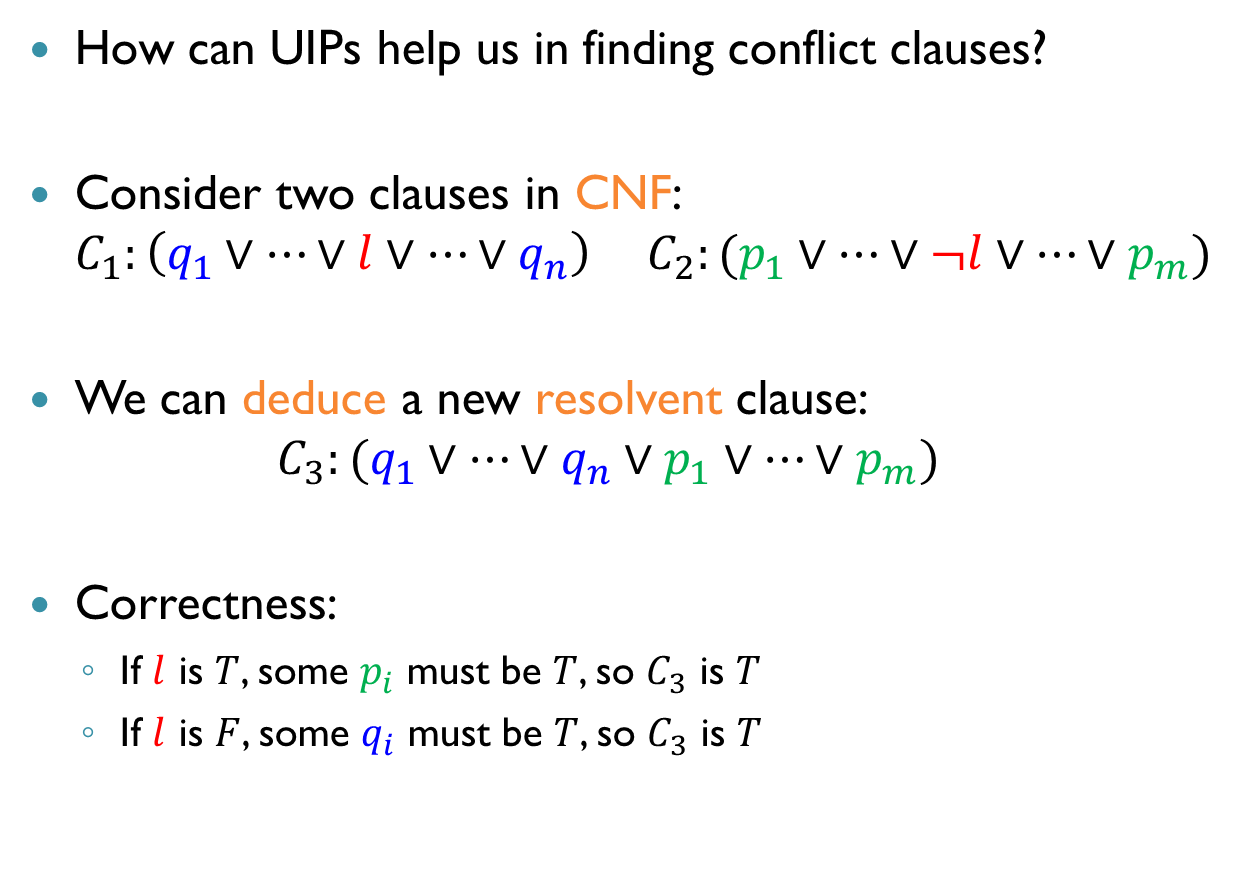 • How can UIPs help us in finding conflict clauses?
• Consider two clauses in CNF:
C₁: (q₁ ∨ ⋯ ∨ l ∨ ⋯ ∨ qₙ) C₂: (p₁ ∨ ⋯ ∨ ¬l ∨ ⋯ ∨ pₘ)
• We can deduce a new resolvent clause:
C₃: (q₁ ∨ ⋯ ∨ qₙ ∨ p₁ ∨ ⋯ ∨ pₘ)
• Correctness:
◦ If l is T, some pᵢ must be T, so C₃ is T
◦ If l is F, some qᵢ must be T, so C₃ is T